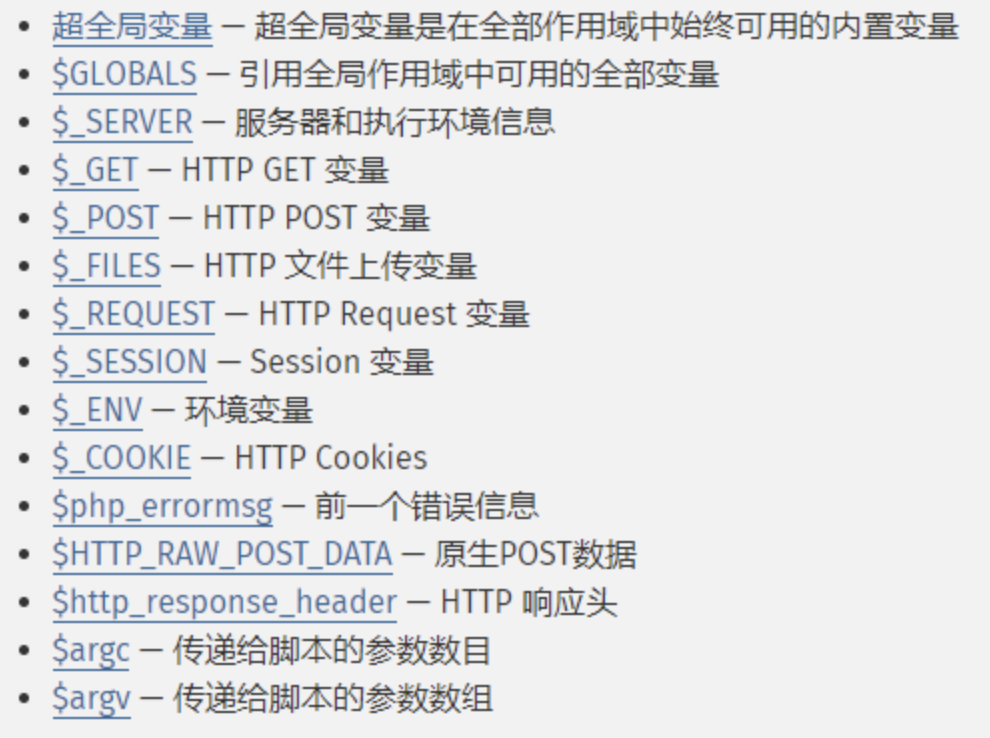 • 超全局变量 — 超全局变量是在全部作用域中始终可用的内置变量
• $GLOBALS — 引用全局作用域中可用的全部变量
• $_SERVER — 服务器和执行环境信息
• $_GET — HTTP GET 变量
• $_POST — HTTP POST 变量
• $_FILES — HTTP 文件上传变量
• $_REQUEST — HTTP Request 变量
• $_SESSION — Session 变量
• $_ENV — 环境变量
• $_COOKIE — HTTP Cookies
• $php_errormsg — 前一个错误信息
• $HTTP_RAW_POST_DATA — 原生POST数据
• $http_response_header — HTTP 响应头
• $argc — 传递给脚本的参数数目
• $argv — 传递给脚本的参数数组